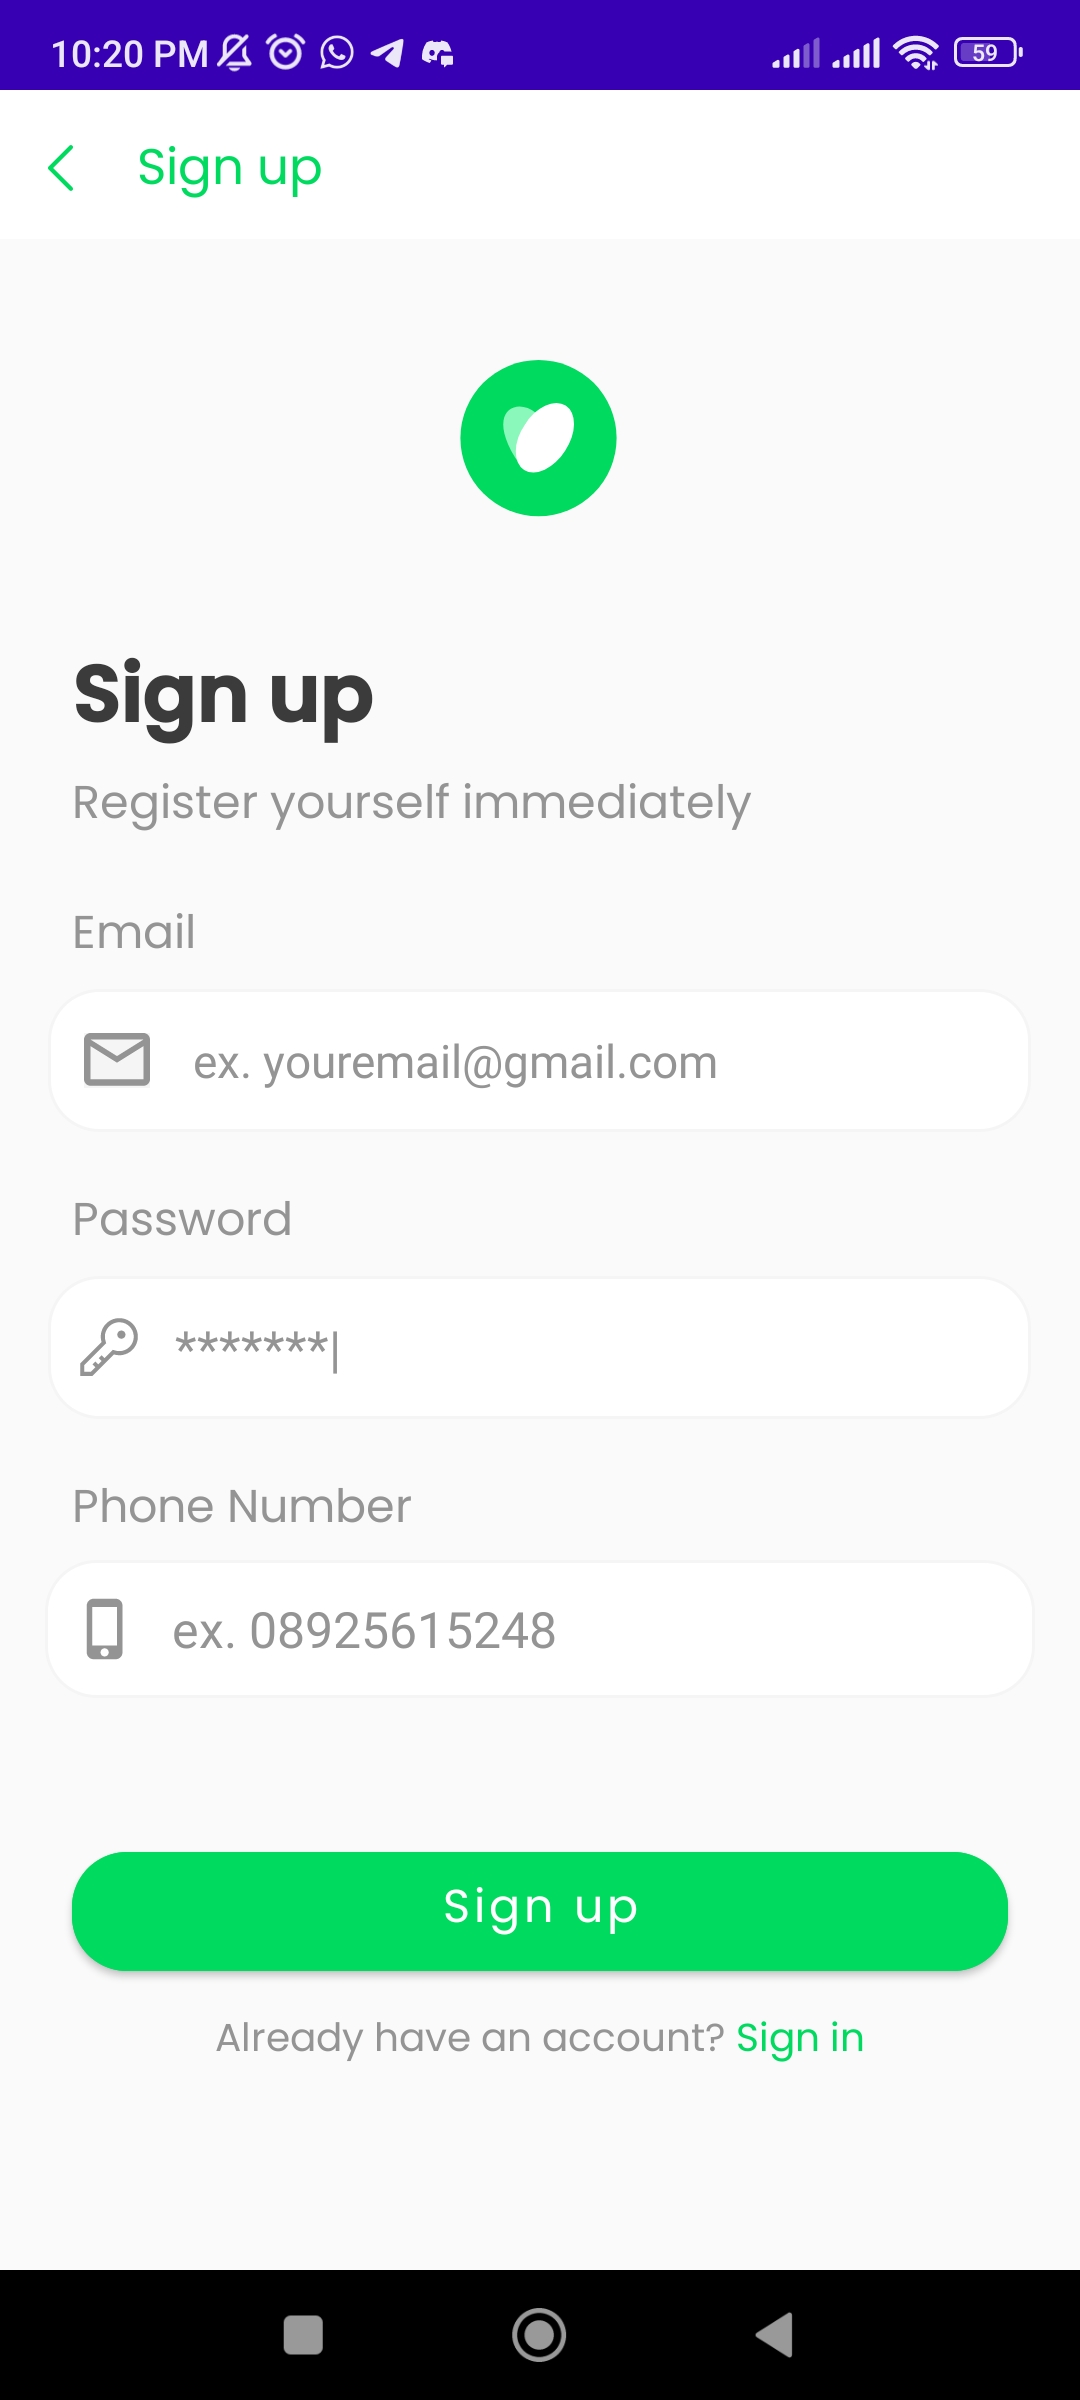 10:20 PM 59
Sign up
Sign up
Register yourself immediately
Email
ex. youremail@gmail.com
Password
*******|
Phone Number
ex. 08925615248
Sign up
Already have an account? Sign in